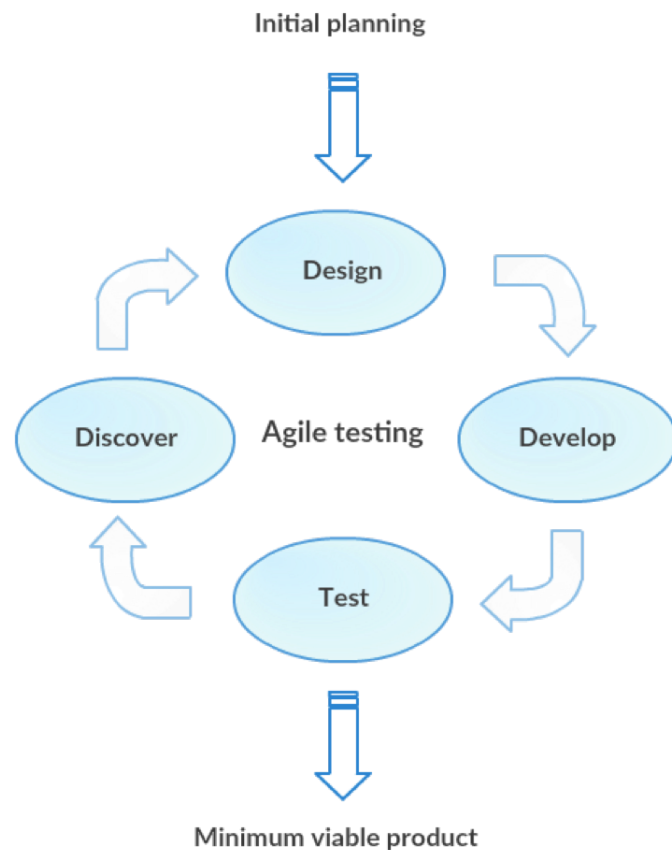 Initial planning
Design
Discover
Agile testing
Develop
Test
Minimum viable product